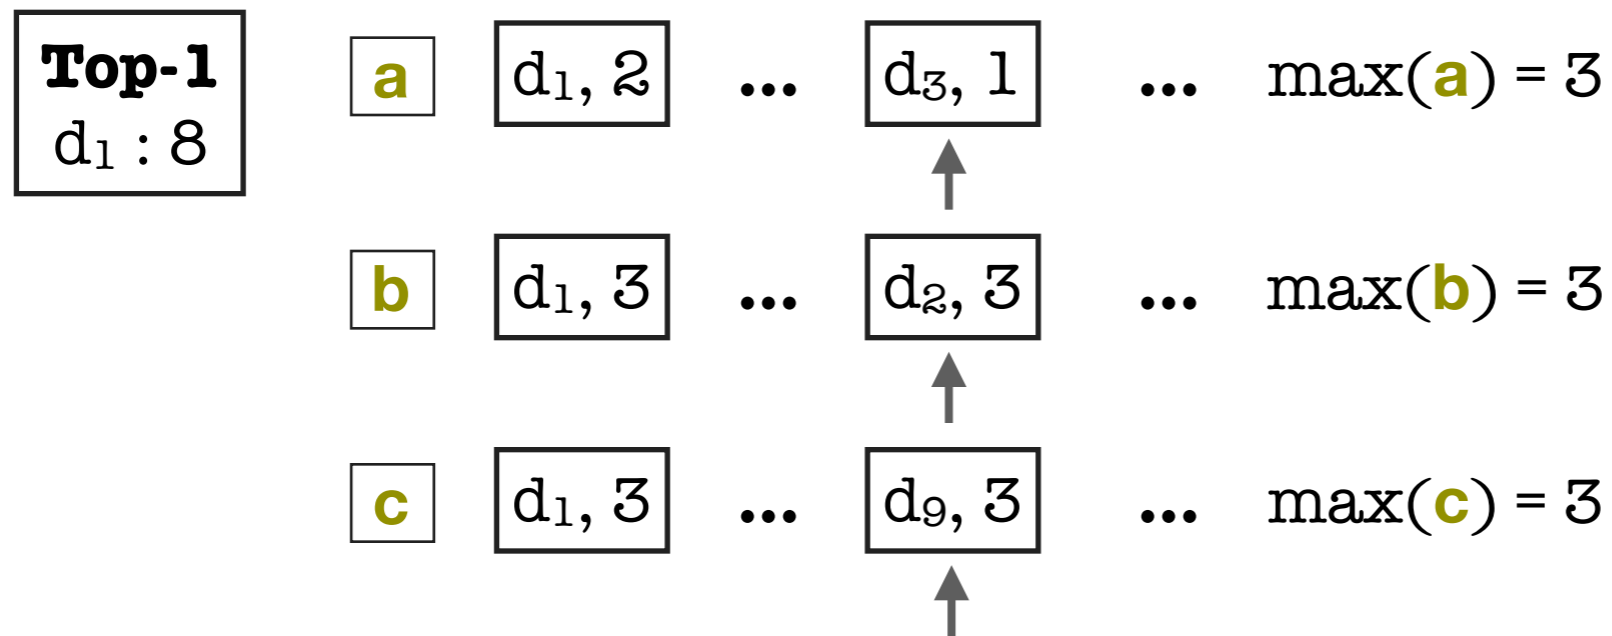 Top-1
d₁ : 8
a d₁, 2 ... d₃, 1 ... max(a) = 3
b d₁, 3 ... d₂, 3 ... max(b) = 3
c d₁, 3 ... d₉, 3 ... max(c) = 3